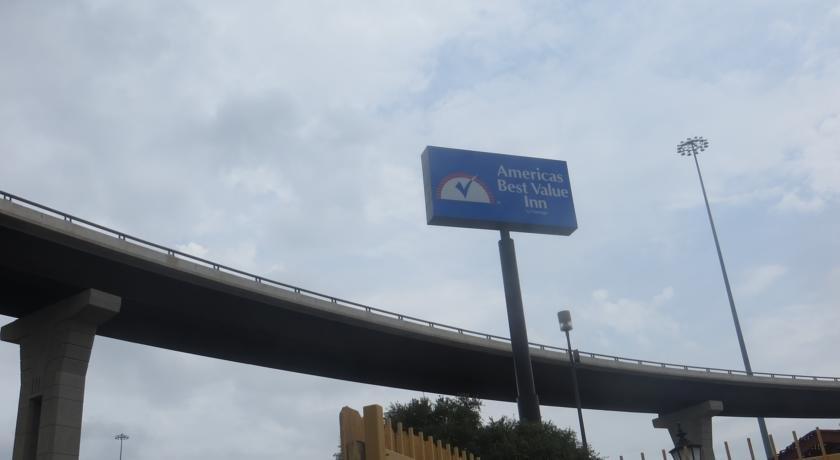 Americas
Best Value
Inn